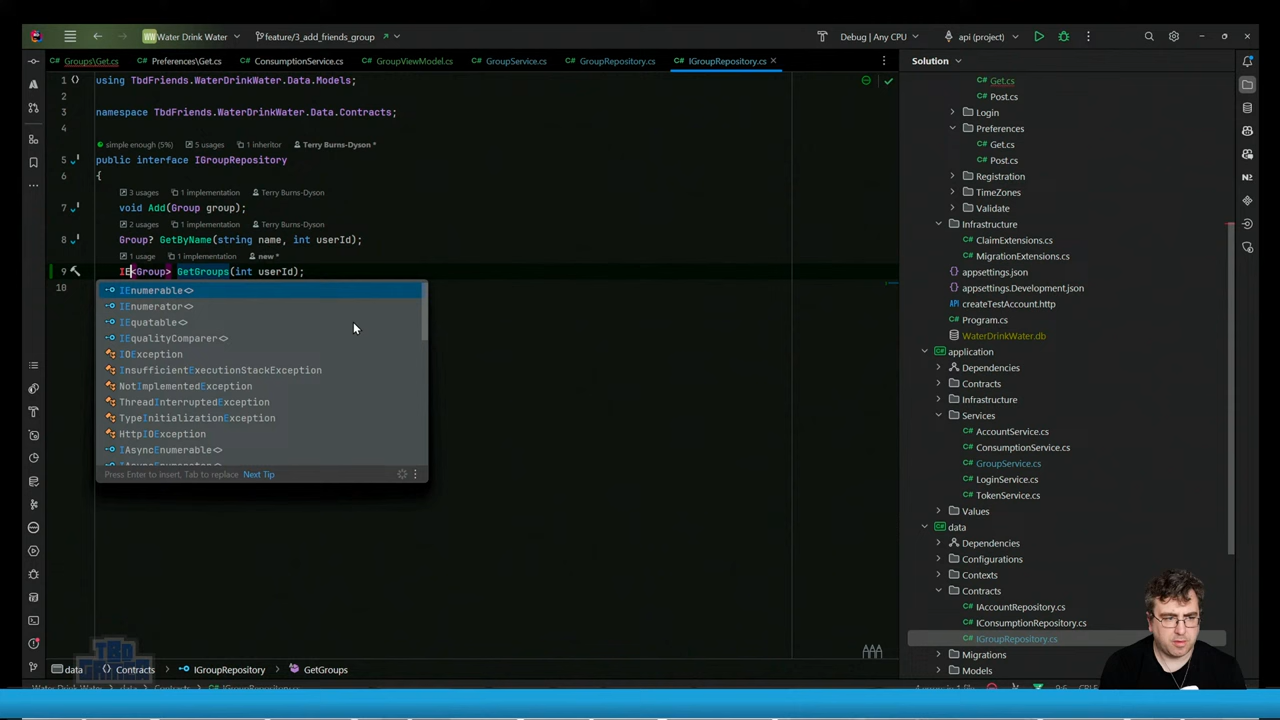 WW Water Drink Water feature/3_add_friends_group Debug | Any CPU api (project)
Groups\Get.cs Preferences\Get.cs ConsumptionService.cs GroupViewModel.cs GroupService.cs GroupRepository.cs IGroupRepository.cs Solution
1 using TbdFriends.WaterDrinkWater.Data.Models;
2
3 namespace TbdFriends.WaterDrinkWater.Data.Contracts;
4
simple enough (5%) 5 usages 1 inheritor Terry Burns-Dyson *
5 public interface IGroupRepository
6 {
3 usages 1 implementation Terry Burns-Dyson
7 void Add(Group group);
2 usages 1 implementation Terry Burns-Dyson
8 Group? GetByName(string name, int userId);
1 usage 1 implementation new *
9 IE<Group> GetGroups(int userId);
10
IEnumerable<>
IEnumerator<>
IEquatable<>
IEqualityComparer<>
IOException
InsufficientExecutionStackException
NotImplementedException
ThreadInterruptedException
TypeInitializationException
HttpIOException
IAsyncEnumerable<>
Press Enter to insert, Tab to replace Next Tip
C# Get.cs
C# Post.cs
Login
Preferences
C# Get.cs
C# Post.cs
Registration
TimeZones
Validate
Infrastructure
C# ClaimExtensions.cs
C# MigrationExtensions.cs
appsettings.json
appsettings.Development.json
createTestAccount.http
C# Program.cs
WaterDrinkWater.db
application
Dependencies
Contracts
Infrastructure
Services
C# AccountService.cs
C# ConsumptionService.cs
C# GroupService.cs
C# LoginService.cs
C# TokenService.cs
Values
data
Dependencies
Configurations
Contexts
Contracts
C# IAccountRepository.cs
C# IConsumptionRepository.cs
C# IGroupRepository.cs
Migrations
Models
data Contracts IGroupRepository GetGroups